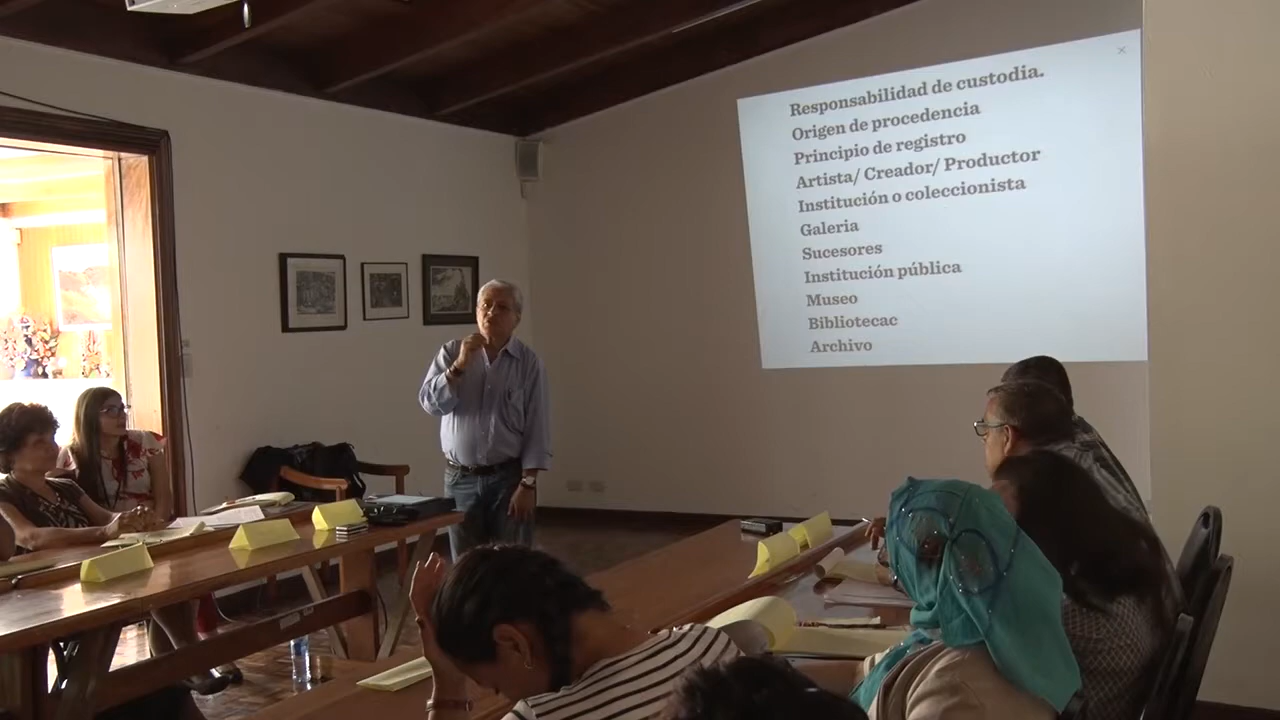 Responsabilidad de custodia.
Origen de procedencia
Principio de registro
Artista/ Creador/ Productor
Institución o coleccionista
Galeria
Sucesores
Institución pública
Museo
Bibliotecac
Archivo